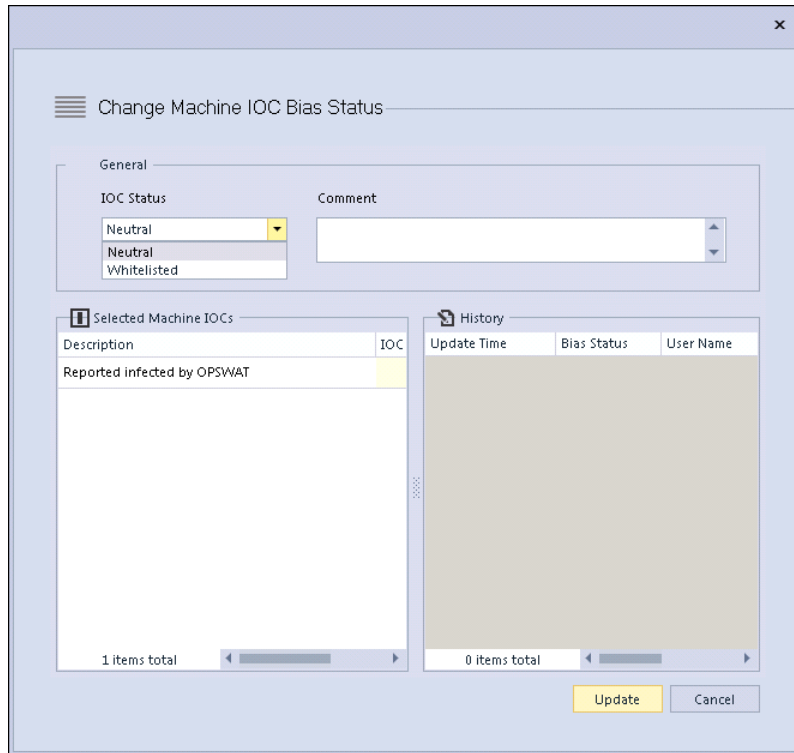 Change Machine IOC Bias Status
General
IOC Status
Comment
Neutral
Neutral
Whitelisted
Selected Machine IOCs
Description IOC
Reported infected by OPSWAT
1 items total
History
Update Time Bias Status User Name
0 items total
Update Cancel